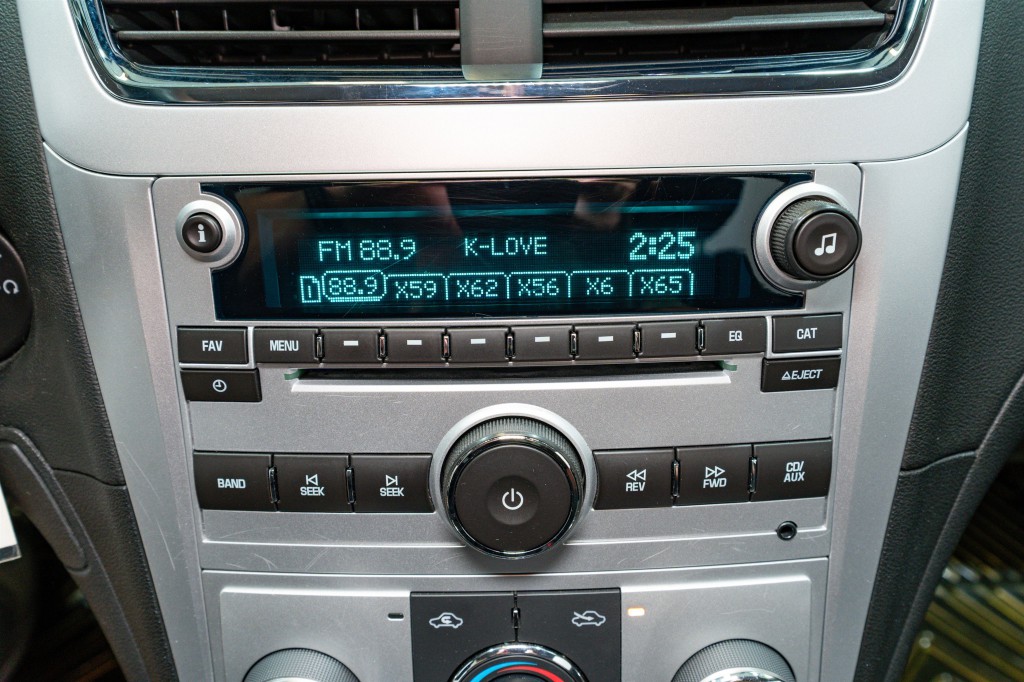 FM 88.9 K-LOVE 2:25
1 88.9 X59 X62 X56 X6 X65
FAV MENU EQ CAT
EJECT
BAND SEEK SEEK REV FWD CD/
AUX